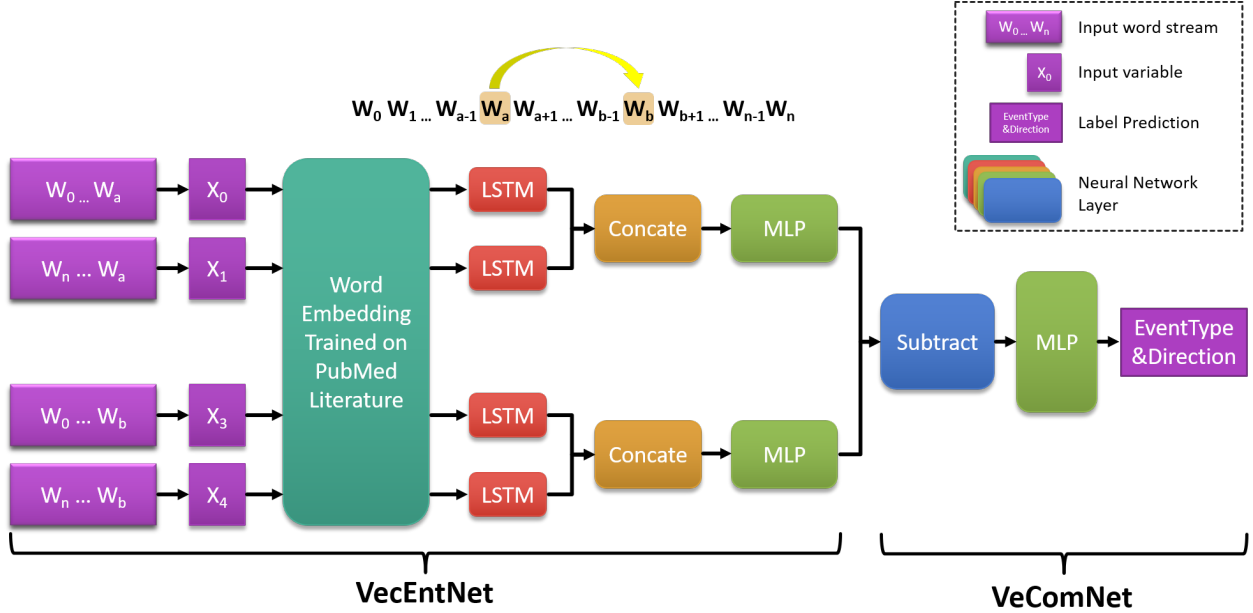 W0 ... Wn Input word stream
X0 Input variable
EventType
&Direction
Label Prediction
Neural Network
Layer
W0 W1 ... Wa-1 Wa Wa+1 ... Wb-1 Wb Wb+1 ... Wn-1 Wn
W0 ... Wa X0 LSTM
Concate MLP
Wn ... Wa X1 LSTM
Word
Embedding
Trained on
PubMed
Literature
Subtract MLP
EventType
&Direction
W0 ... Wb X3 LSTM
Concate MLP
Wn ... Wb X4 LSTM
VecEntNet VeComNet